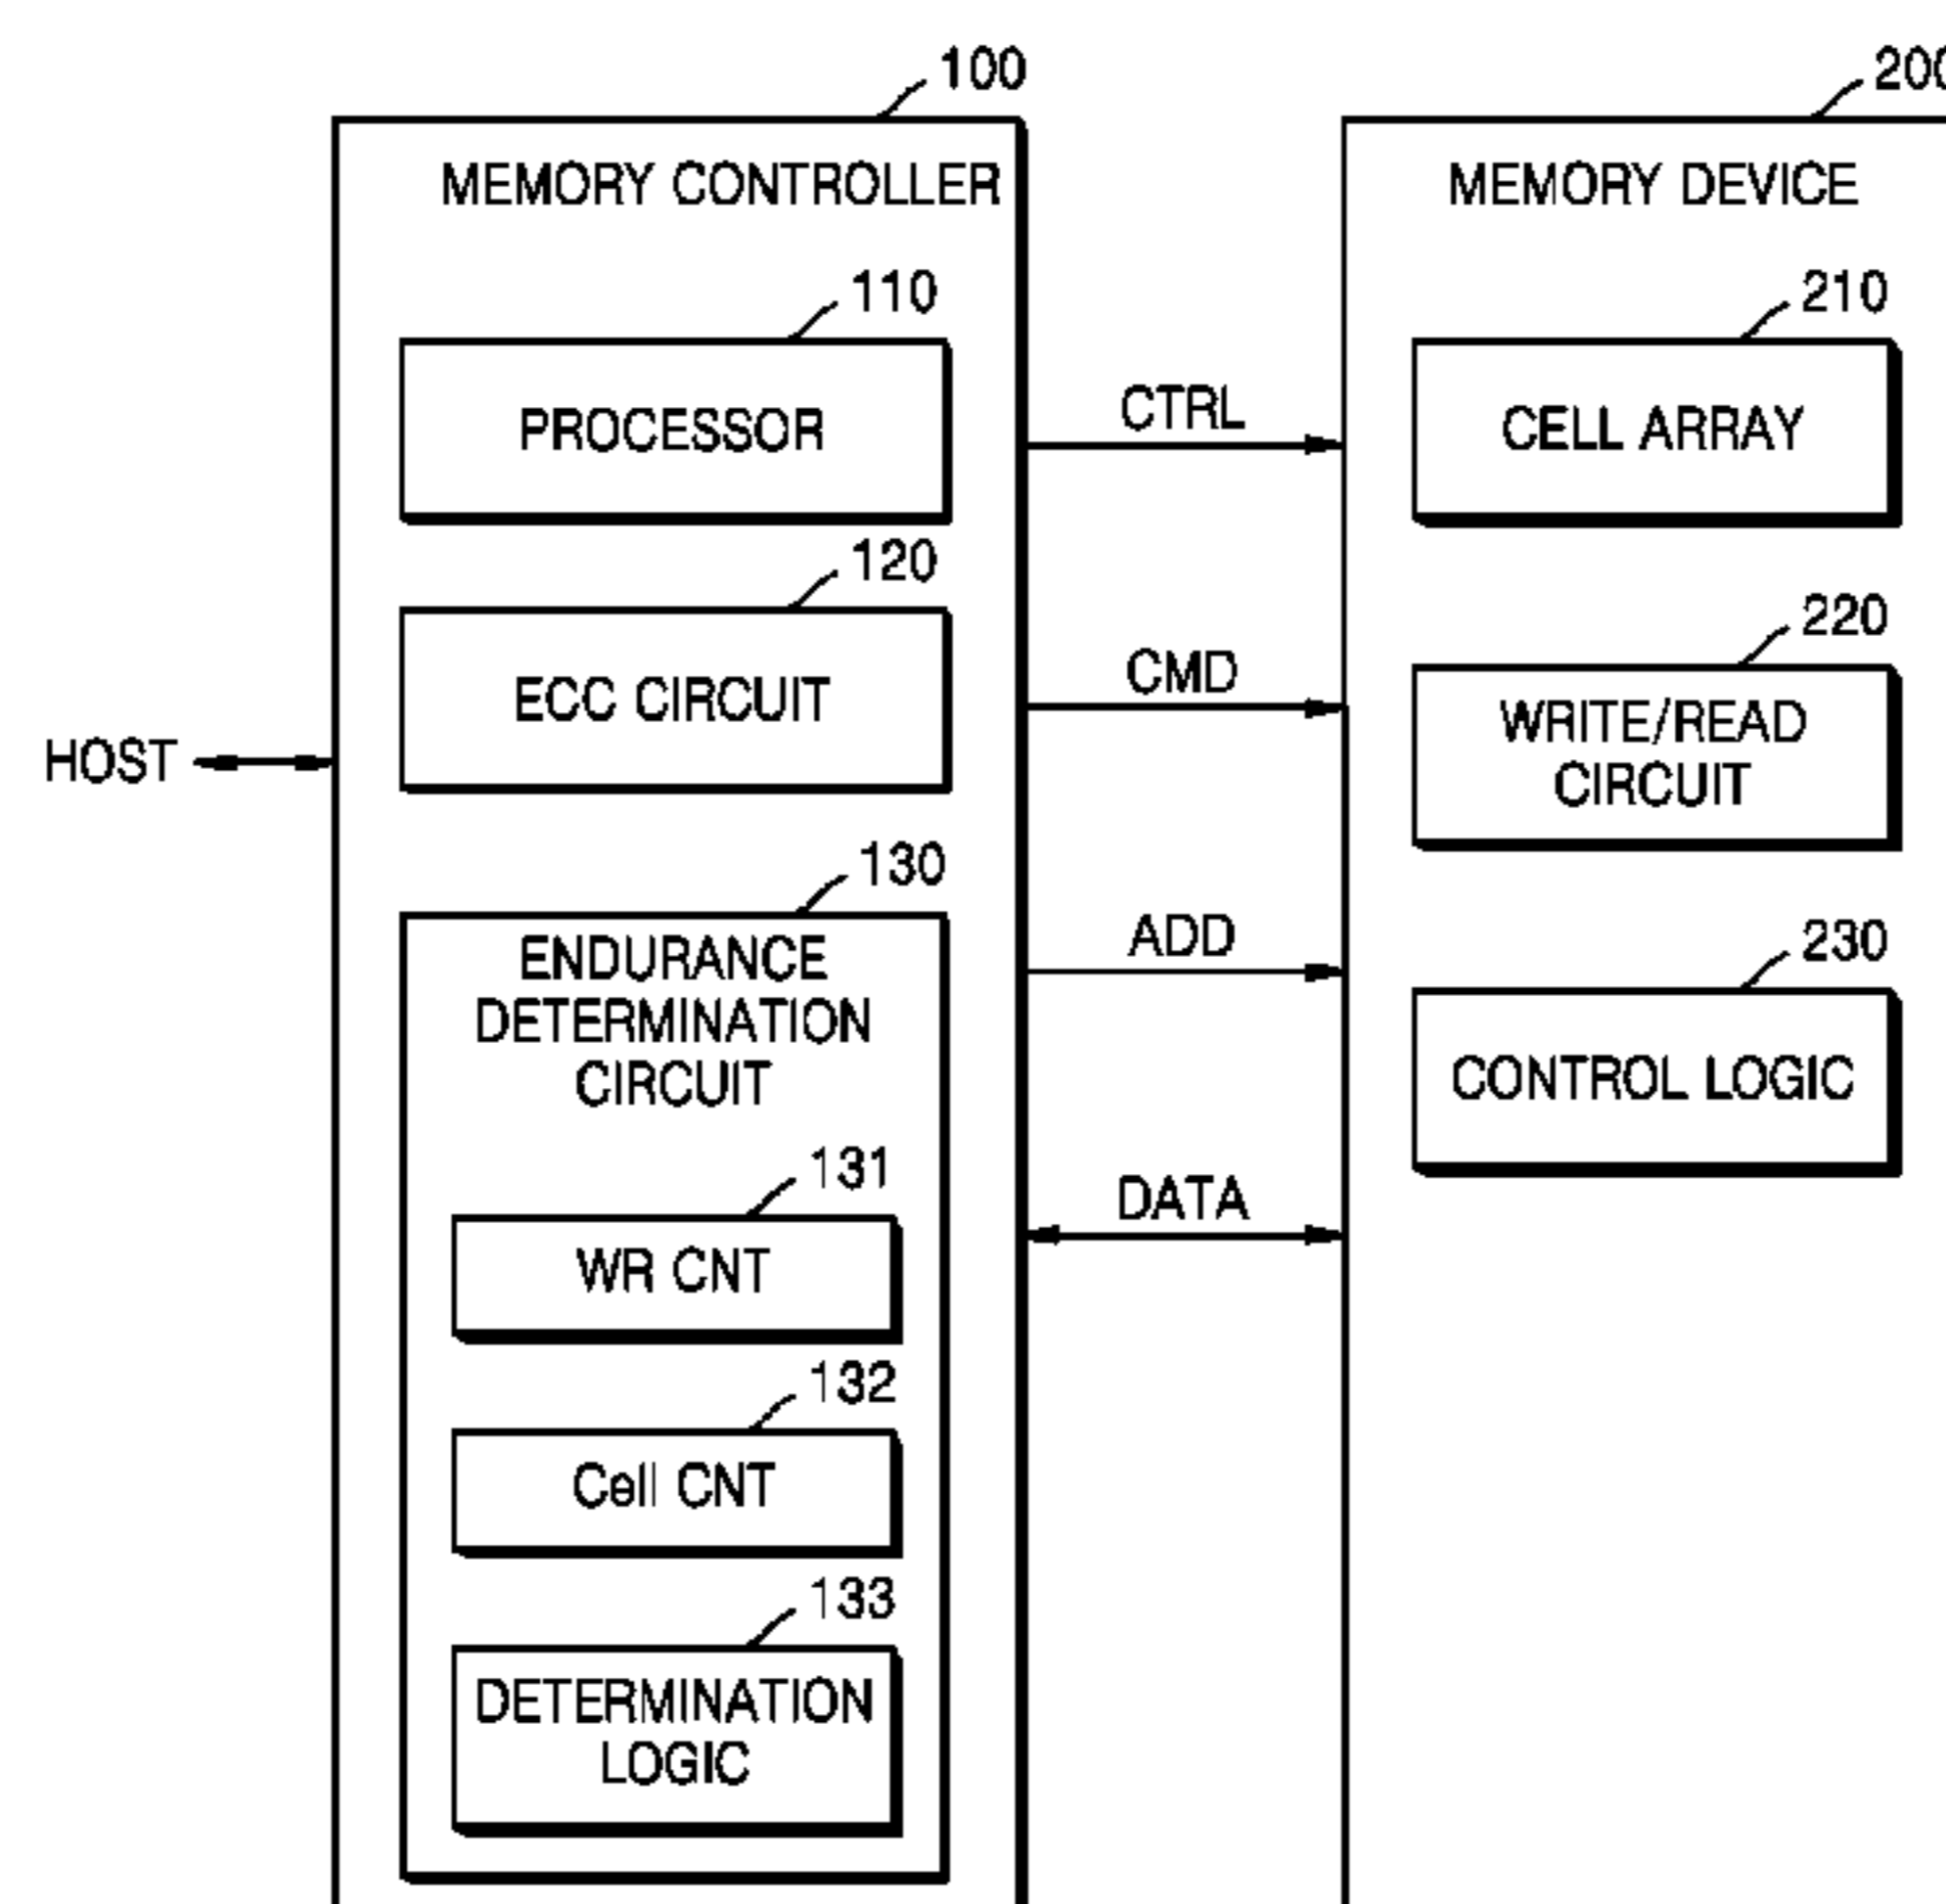 100
MEMORY CONTROLLER
110
PROCESSOR
120
ECC CIRCUIT
HOST
130
ENDURANCE
DETERMINATION
CIRCUIT
131
WR CNT
132
Cell CNT
133
DETERMINATION
LOGIC
CTRL
CMD
ADD
DATA
200
MEMORY DEVICE
210
CELL ARRAY
220
WRITE/READ
CIRCUIT
230
CONTROL LOGIC